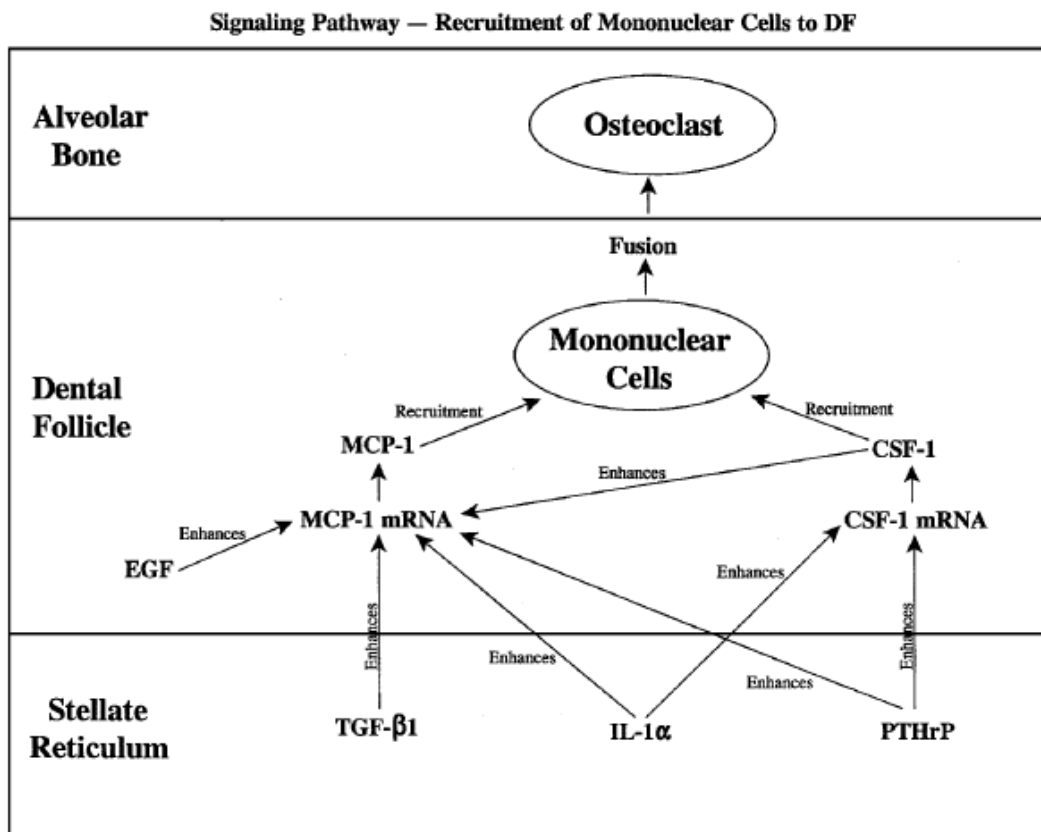 Signaling Pathway — Recruitment of Mononuclear Cells to DF
Alveolar
Bone
Osteoclast
Fusion
Mononuclear
Cells
Dental
Follicle
Recruitment
Recruitment
MCP-1
CSF-1
Enhances
MCP-1 mRNA
CSF-1 mRNA
Enhances
EGF
Enhances
Enhances
Enhances
Enhances
Enhances
Stellate
Reticulum
TGF-β1
IL-1α
PTHrP